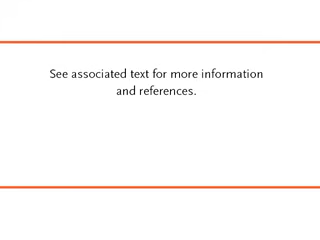 See associated text for more information
and references.